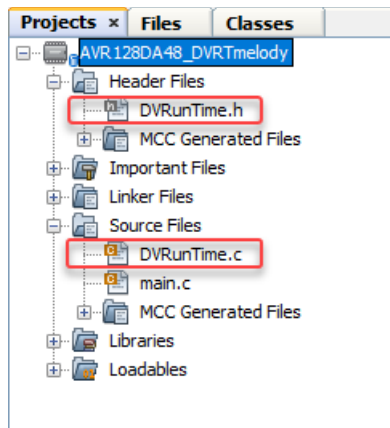 Projects × Files Classes
AVR128DA48_DVRTmelody
Header Files
DVRunTime.h
MCC Generated Files
Important Files
Linker Files
Source Files
DVRunTime.c
main.c
MCC Generated Files
Libraries
Loadables